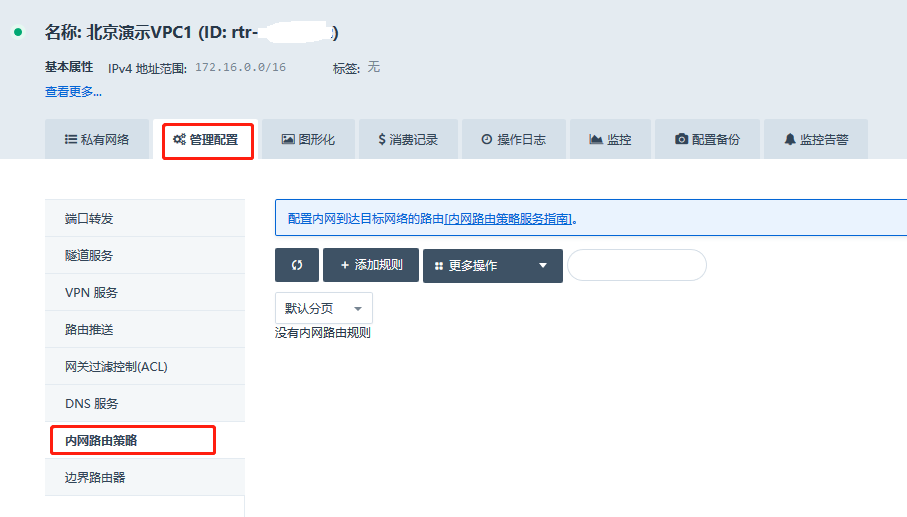 名称: 北京演示VPC1 (ID: rtr-
基本属性 IPv4 地址范围: 172.16.0.0/16 标签: 无
查看更多...
私有网络 管理配置 图形化 消费记录 操作日志 监控 配置备份 监控告警
端口转发
隧道服务
VPN 服务
路由推送
网关过滤控制(ACL)
DNS 服务
内网路由策略
边界路由器
配置内网到达目标网络的路由[内网路由策略服务指南]。
+ 添加规则 更多操作
默认分页
没有内网路由规则